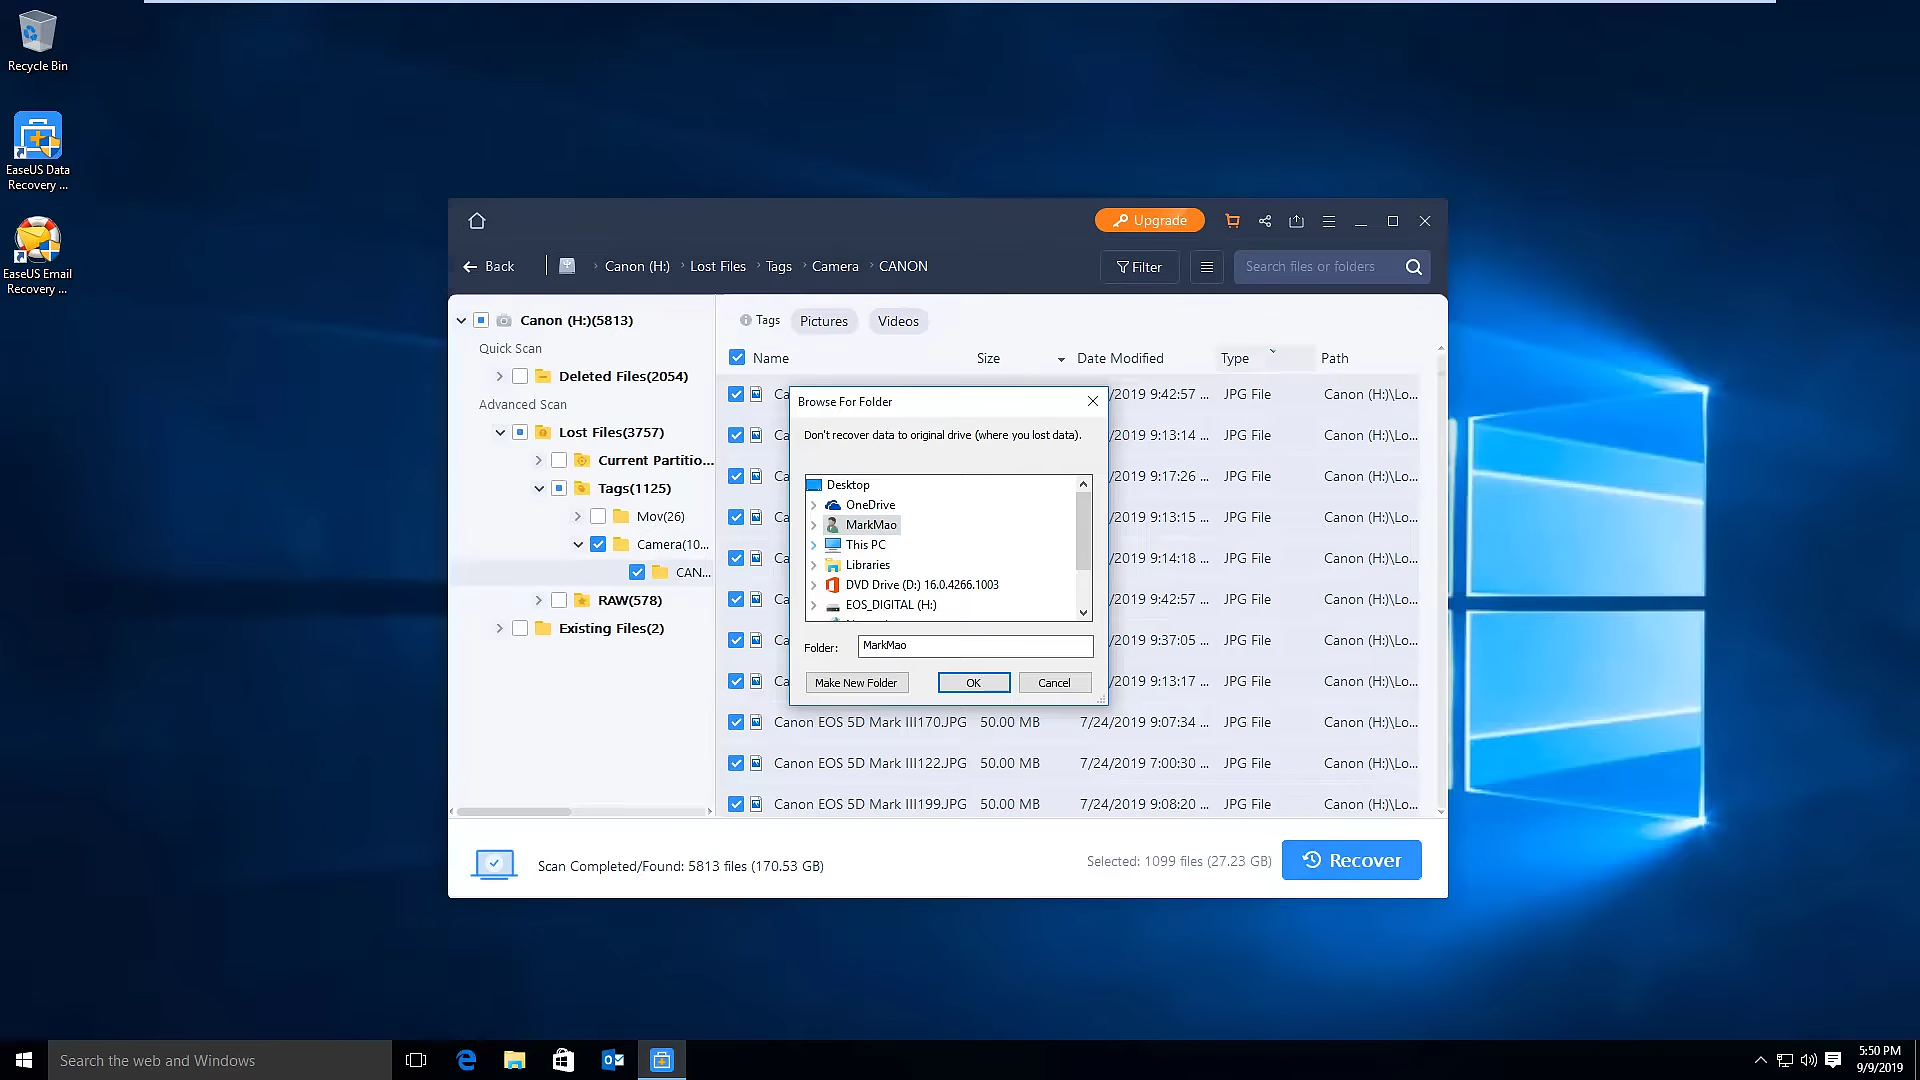 Recycle Bin
EaseUS Data
Recovery ...
EaseUS Email
Recovery ...
Upgrade
Back
Canon (H:) Lost Files Tags Camera CANON
Filter
Search files or folders
Canon (H:)(5813)
Quick Scan
Deleted Files(2054)
Advanced Scan
Lost Files(3757)
Current Partitio...
Tags(1125)
Mov(26)
Camera(10...
CAN...
RAW(578)
Existing Files(2)
Tags Pictures Videos
Name Size Date Modified Type Path
Ca /2019 9:42:57 ... JPG File Canon (H:)\Lo...
Ca /2019 9:13:14 ... JPG File Canon (H:)\Lo...
Ca /2019 9:17:26 ... JPG File Canon (H:)\Lo...
Ca /2019 9:13:15 ... JPG File Canon (H:)\Lo...
Ca /2019 9:14:18 ... JPG File Canon (H:)\Lo...
Ca /2019 9:42:57 ... JPG File Canon (H:)\Lo...
Ca /2019 9:37:05 ... JPG File Canon (H:)\Lo...
Ca /2019 9:13:17 ... JPG File Canon (H:)\Lo...
Canon EOS 5D Mark III170.JPG 50.00 MB 7/24/2019 9:07:34 ... JPG File Canon (H:)\Lo...
Canon EOS 5D Mark III122.JPG 50.00 MB 7/24/2019 7:00:30 ... JPG File Canon (H:)\Lo...
Canon EOS 5D Mark III199.JPG 50.00 MB 7/24/2019 9:08:20 ... JPG File Canon (H:)\Lo...
Browse For Folder
Don't recover data to original drive (where you lost data).
Desktop
OneDrive
MarkMao
This PC
Libraries
DVD Drive (D:) 16.0.4266.1003
EOS_DIGITAL (H:)
Folder: MarkMao
Make New Folder OK Cancel
Scan Completed/Found: 5813 files (170.53 GB)
Selected: 1099 files (27.23 GB)
Recover
Search the web and Windows
5:50 PM
9/9/2019